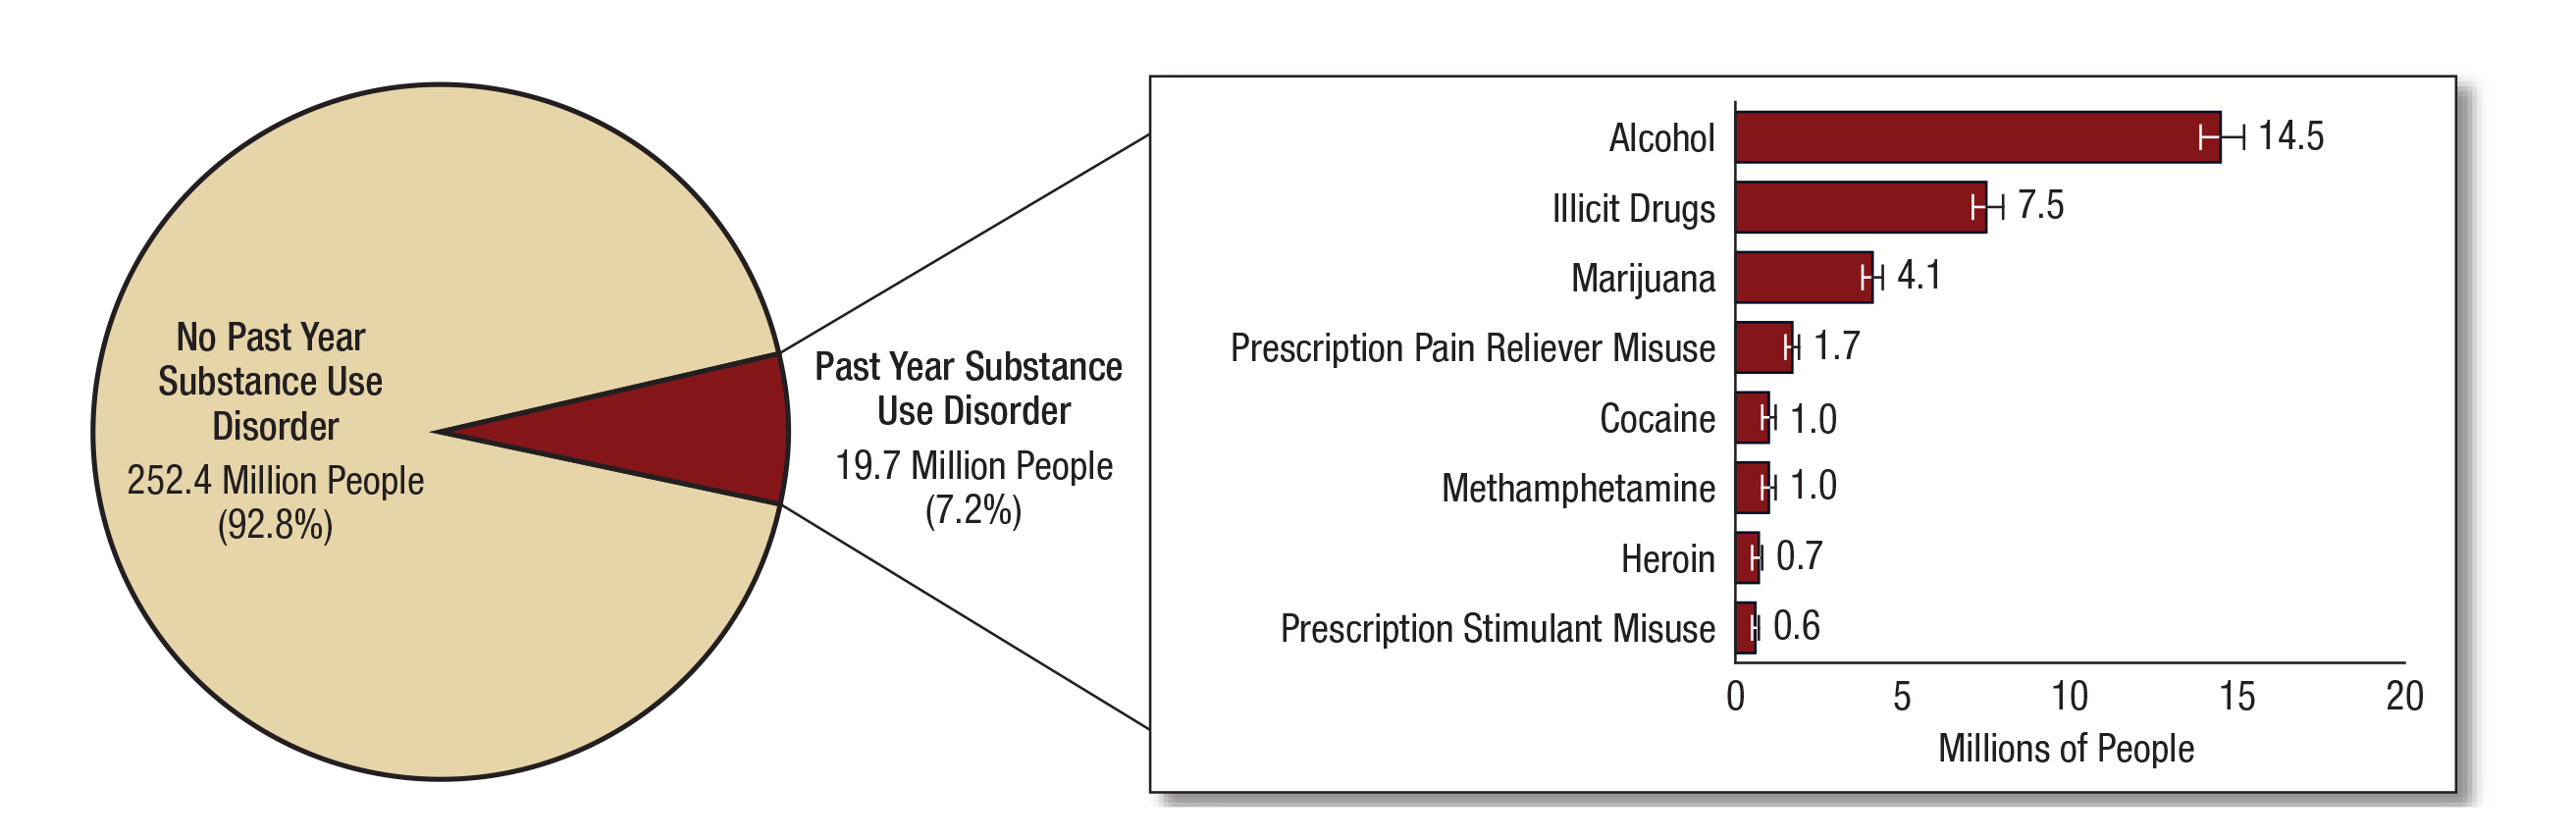 No Past Year
Substance Use
Disorder
252.4 Million People
(92.8%)
Past Year Substance
Use Disorder
19.7 Million People
(7.2%)
Alcohol 14.5
Illicit Drugs 7.5
Marijuana 4.1
Prescription Pain Reliever Misuse 1.7
Cocaine 1.0
Methamphetamine 1.0
Heroin 0.7
Prescription Stimulant Misuse 0.6
0 5 10 15 20
Millions of People